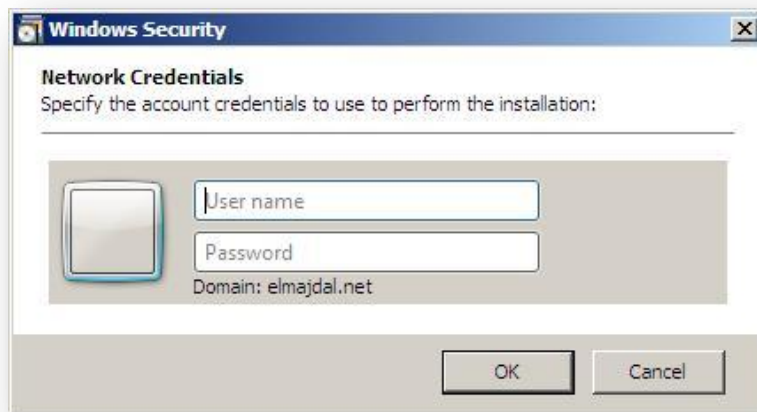 Windows Security
Network Credentials
Specify the account credentials to use to perform the installation:
User name
Password
Domain: elmajdal.net
OK
Cancel